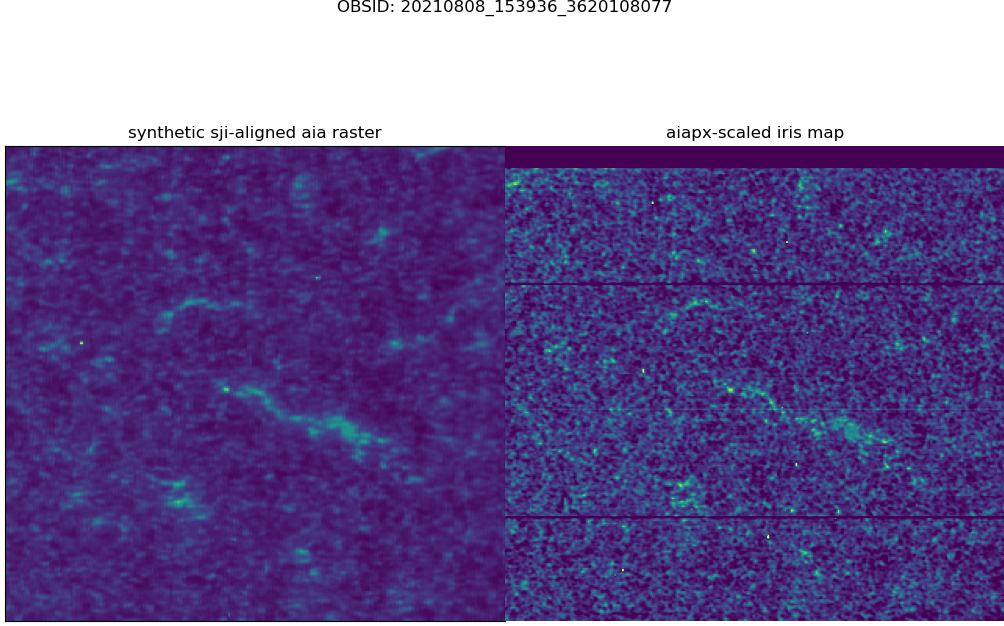 OBSID: 20210808_153936_3620108077
synthetic sji-aligned aia raster
aiapx-scaled iris map